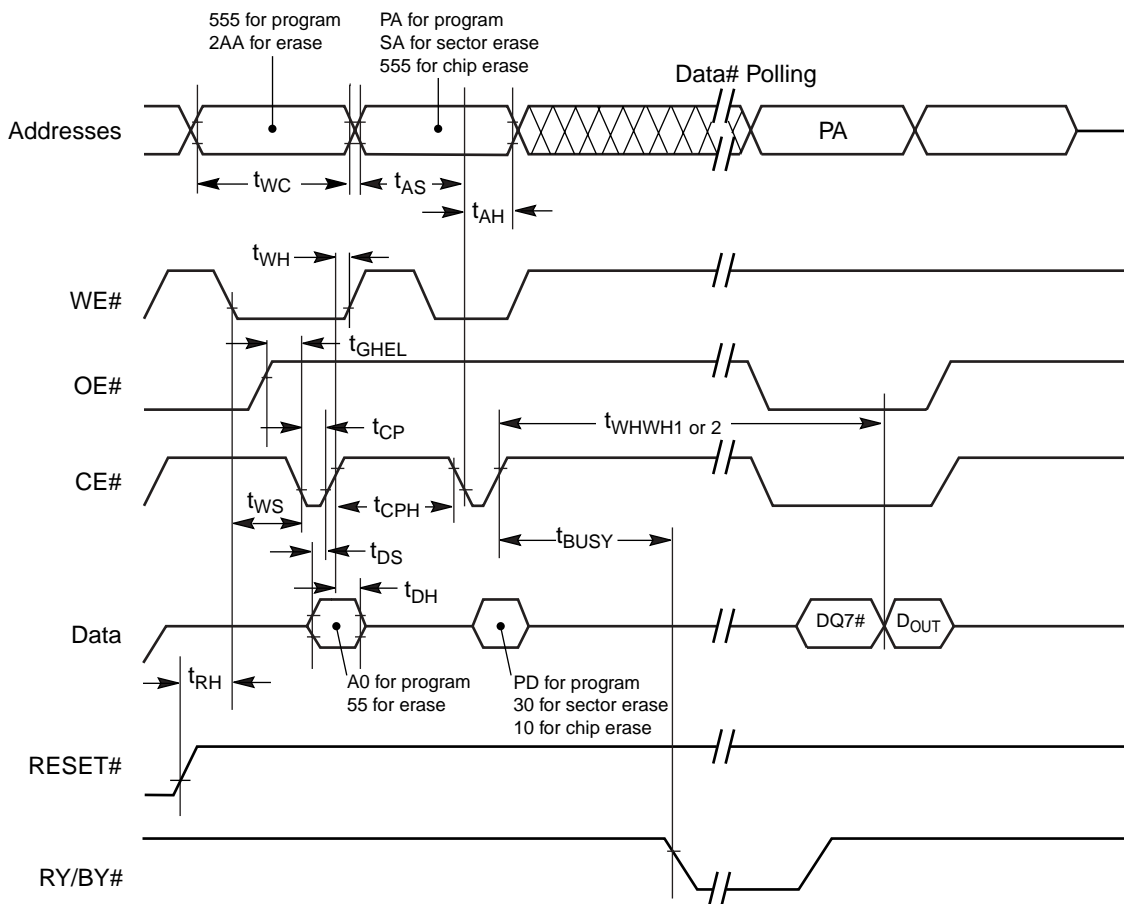 555 for program
2AA for erase
PA for program
SA for sector erase
555 for chip erase
Data# Polling
Addresses
PA
tWC
tAS
tAH
tWH
WE#
tGHEL
OE#
tWHWH1 or 2
tCP
CE#
tWS
tCPH
tBUSY
tDS
tDH
Data
DQ7#
DOUT
tRH
A0 for program
55 for erase
PD for program
30 for sector erase
10 for chip erase
RESET#
RY/BY#